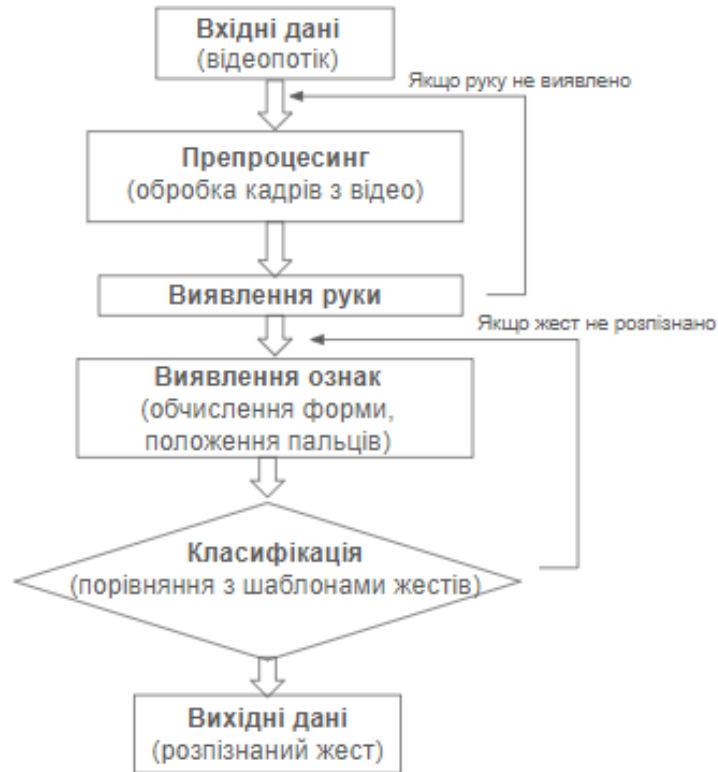 Вхідні дані
(відеопотік)
Якщо руку не виявлено
Препроцесинг
(обробка кадрів з відео)
Виявлення руки
Якщо жест не розпізнано
Виявлення ознак
(обчислення форми,
положення пальців)
Класифікація
(порівняння з шаблонами жестів)
Вихідні дані
(розпізнаний жест)